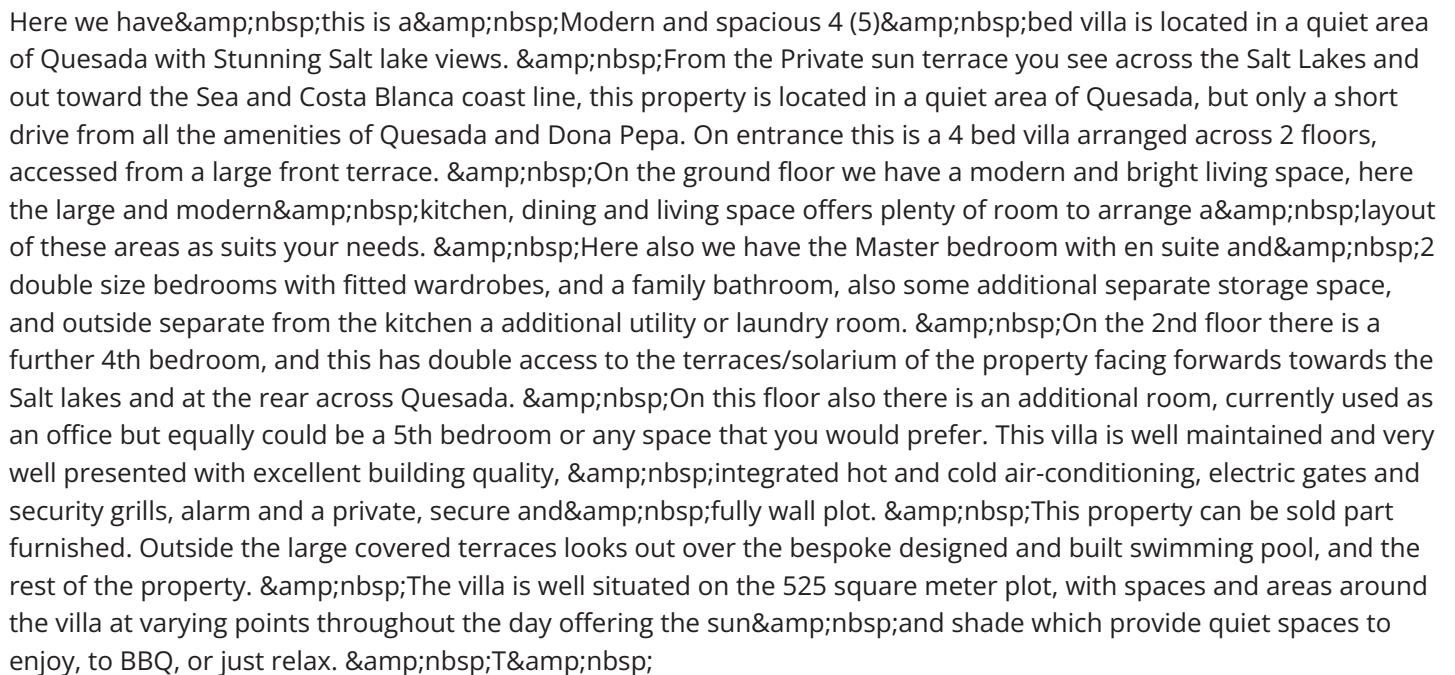 Here we have&amp;nbsp;this is a&amp;nbsp;Modern and spacious 4 (5)&amp;nbsp;bed villa is located in a quiet area
of Quesada with Stunning Salt lake views. &amp;nbsp;From the Private sun terrace you see across the Salt Lakes and
out toward the Sea and Costa Blanca coast line, this property is located in a quiet area of Quesada, but only a short
drive from all the amenities of Quesada and Dona Pepa. On entrance this is a 4 bed villa arranged across 2 floors,
accessed from a large front terrace. &amp;nbsp;On the ground floor we have a modern and bright living space, here
the large and modern&amp;nbsp;kitchen, dining and living space offers plenty of room to arrange a&amp;nbsp;layout
of these areas as suits your needs. &amp;nbsp;Here also we have the Master bedroom with en suite and&amp;nbsp;2
double size bedrooms with fitted wardrobes, and a family bathroom, also some additional separate storage space,
and outside separate from the kitchen a additional utility or laundry room. &amp;nbsp;On the 2nd floor there is a
further 4th bedroom, and this has double access to the terraces/solarium of the property facing forwards towards the
Salt lakes and at the rear across Quesada. &amp;nbsp;On this floor also there is an additional room, currently used as
an office but equally could be a 5th bedroom or any space that you would prefer. This villa is well maintained and very
well presented with excellent building quality, &amp;nbsp;integrated hot and cold air-conditioning, electric gates and
security grills, alarm and a private, secure and&amp;nbsp;fully wall plot. &amp;nbsp;This property can be sold part
furnished. Outside the large covered terraces looks out over the bespoke designed and built swimming pool, and the
rest of the property. &amp;nbsp;The villa is well situated on the 525 square meter plot, with spaces and areas around
the villa at varying points throughout the day offering the sun&amp;nbsp;and shade which provide quiet spaces to
enjoy, to BBQ, or just relax. &amp;nbsp;T&amp;nbsp;